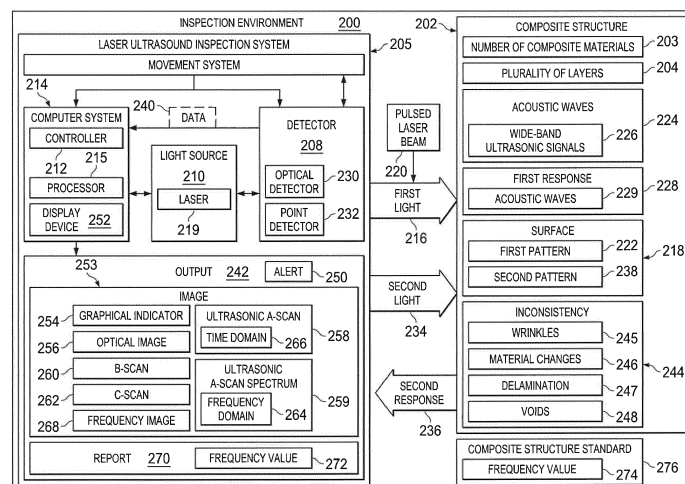 INSPECTION ENVIRONMENT 200
LASER ULTRASOUND INSPECTION SYSTEM
205
MOVEMENT SYSTEM
214
COMPUTER SYSTEM
CONTROLLER
212 215
PROCESSOR
DISPLAY
DEVICE 252
240
DATA
LIGHT SOURCE
210
LASER
219
DETECTOR
208
OPTICAL
DETECTOR
230
POINT
DETECTOR
232
PULSED
LASER
BEAM
220
FIRST
LIGHT
216
SECOND
LIGHT
234
SECOND
RESPONSE
236
253
OUTPUT 242
ALERT
250
IMAGE
254
GRAPHICAL INDICATOR
256
OPTICAL IMAGE
260
B-SCAN
262
C-SCAN
268
FREQUENCY IMAGE
ULTRASONIC A-SCAN
TIME DOMAIN
266
258
ULTRASONIC
A-SCAN SPECTRUM
FREQUENCY
DOMAIN
264
259
REPORT 270
FREQUENCY VALUE
272
202
COMPOSITE STRUCTURE
NUMBER OF COMPOSITE MATERIALS
203
PLURALITY OF LAYERS
204
ACOUSTIC WAVES
WIDE-BAND
ULTRASONIC SIGNALS
226
224
FIRST RESPONSE
ACOUSTIC WAVES
229
228
SURFACE
FIRST PATTERN
222
SECOND PATTERN
238
218
INCONSISTENCY
WRINKLES
245
MATERIAL CHANGES
246
DELAMINATION
247
VOIDS
248
244
COMPOSITE STRUCTURE STANDARD
FREQUENCY VALUE
274
276